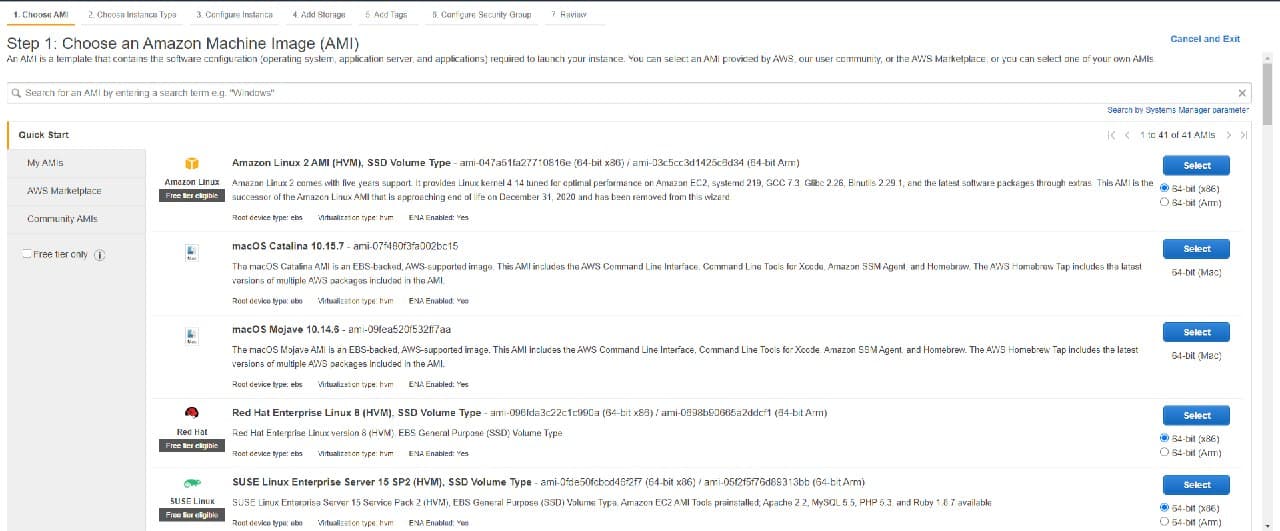 1. Choose AMI 2. Choose Instance Type 3. Configure Instance 4. Add Storage 5. Add Tags 6. Configure Security Group 7. Review
Step 1: Choose an Amazon Machine Image (AMI)
Cancel and Exit
An AMI is a template that contains the software configuration (operating system, application server, and applications) required to launch your instance. You can select an AMI provided by AWS, our user community, or the AWS Marketplace, or you can select one of your own AMIs.
Search for an AMI by entering a search term e.g. "Windows"
Search by Systems Manager parameter
Quick Start
My AMIs
AWS Marketplace
Community AMIs
Free tier only
1 to 41 of 41 AMIs
Amazon Linux
Free tier eligible
Amazon Linux 2 AMI (HVM), SSD Volume Type - ami-047a51fa27710816e (64-bit x86) / ami-03c5cc3d1425c6d34 (64-bit Arm)
Amazon Linux 2 comes with five years support. It provides Linux kernel 4.14 tuned for optimal performance on Amazon EC2, systemd 219, GCC 7.3, Glibc 2.26, Binutils 2.29.1, and the latest software packages through extras. This AMI is the
successor of the Amazon Linux AMI that is approaching end of life on December 31, 2020 and has been removed from this wizard.
Root device type: ebs Virtualization type: hvm ENA Enabled: Yes
Select
64-bit (x86)
64-bit (Arm)
Mac
macOS Catalina 10.15.7 - ami-07f480f3fa002bc15
The macOS Catalina AMI is an EBS-backed, AWS-supported image. This AMI includes the AWS Command Line Interface, Command Line Tools for Xcode, Amazon SSM Agent, and Homebrew. The AWS Homebrew Tap includes the latest
versions of multiple AWS packages included in the AMI.
Root device type: ebs Virtualization type: hvm ENA Enabled: Yes
Select
64-bit (Mac)
Mac
macOS Mojave 10.14.6 - ami-09fea520f532ff7aa
The macOS Mojave AMI is an EBS-backed, AWS-supported image. This AMI includes the AWS Command Line Interface, Command Line Tools for Xcode, Amazon SSM Agent, and Homebrew. The AWS Homebrew Tap includes the latest
versions of multiple AWS packages included in the AMI.
Root device type: ebs Virtualization type: hvm ENA Enabled: Yes
Select
64-bit (Mac)
Red Hat
Free tier eligible
Red Hat Enterprise Linux 8 (HVM), SSD Volume Type - ami-096fda3c22c1c990a (64-bit x86) / ami-0698b90665a2ddcf1 (64-bit Arm)
Red Hat Enterprise Linux version 8 (HVM), EBS General Purpose (SSD) Volume Type
Root device type: ebs Virtualization type: hvm ENA Enabled: Yes
Select
64-bit (x86)
64-bit (Arm)
SUSE Linux
Free tier eligible
SUSE Linux Enterprise Server 15 SP2 (HVM), SSD Volume Type - ami-0fde50fcbcd46f2f7 (64-bit x86) / ami-05f2f5f76d89313bb (64-bit Arm)
SUSE Linux Enterprise Server 15 Service Pack 2 (HVM), EBS General Purpose (SSD) Volume Type. Amazon EC2 AMI Tools preinstalled; Apache 2.2, MySQL 5.5, PHP 5.3, and Ruby 1.8.7 available
Root device type: ebs Virtualization type: hvm ENA Enabled: Yes
Select
64-bit (x86)
64-bit (Arm)